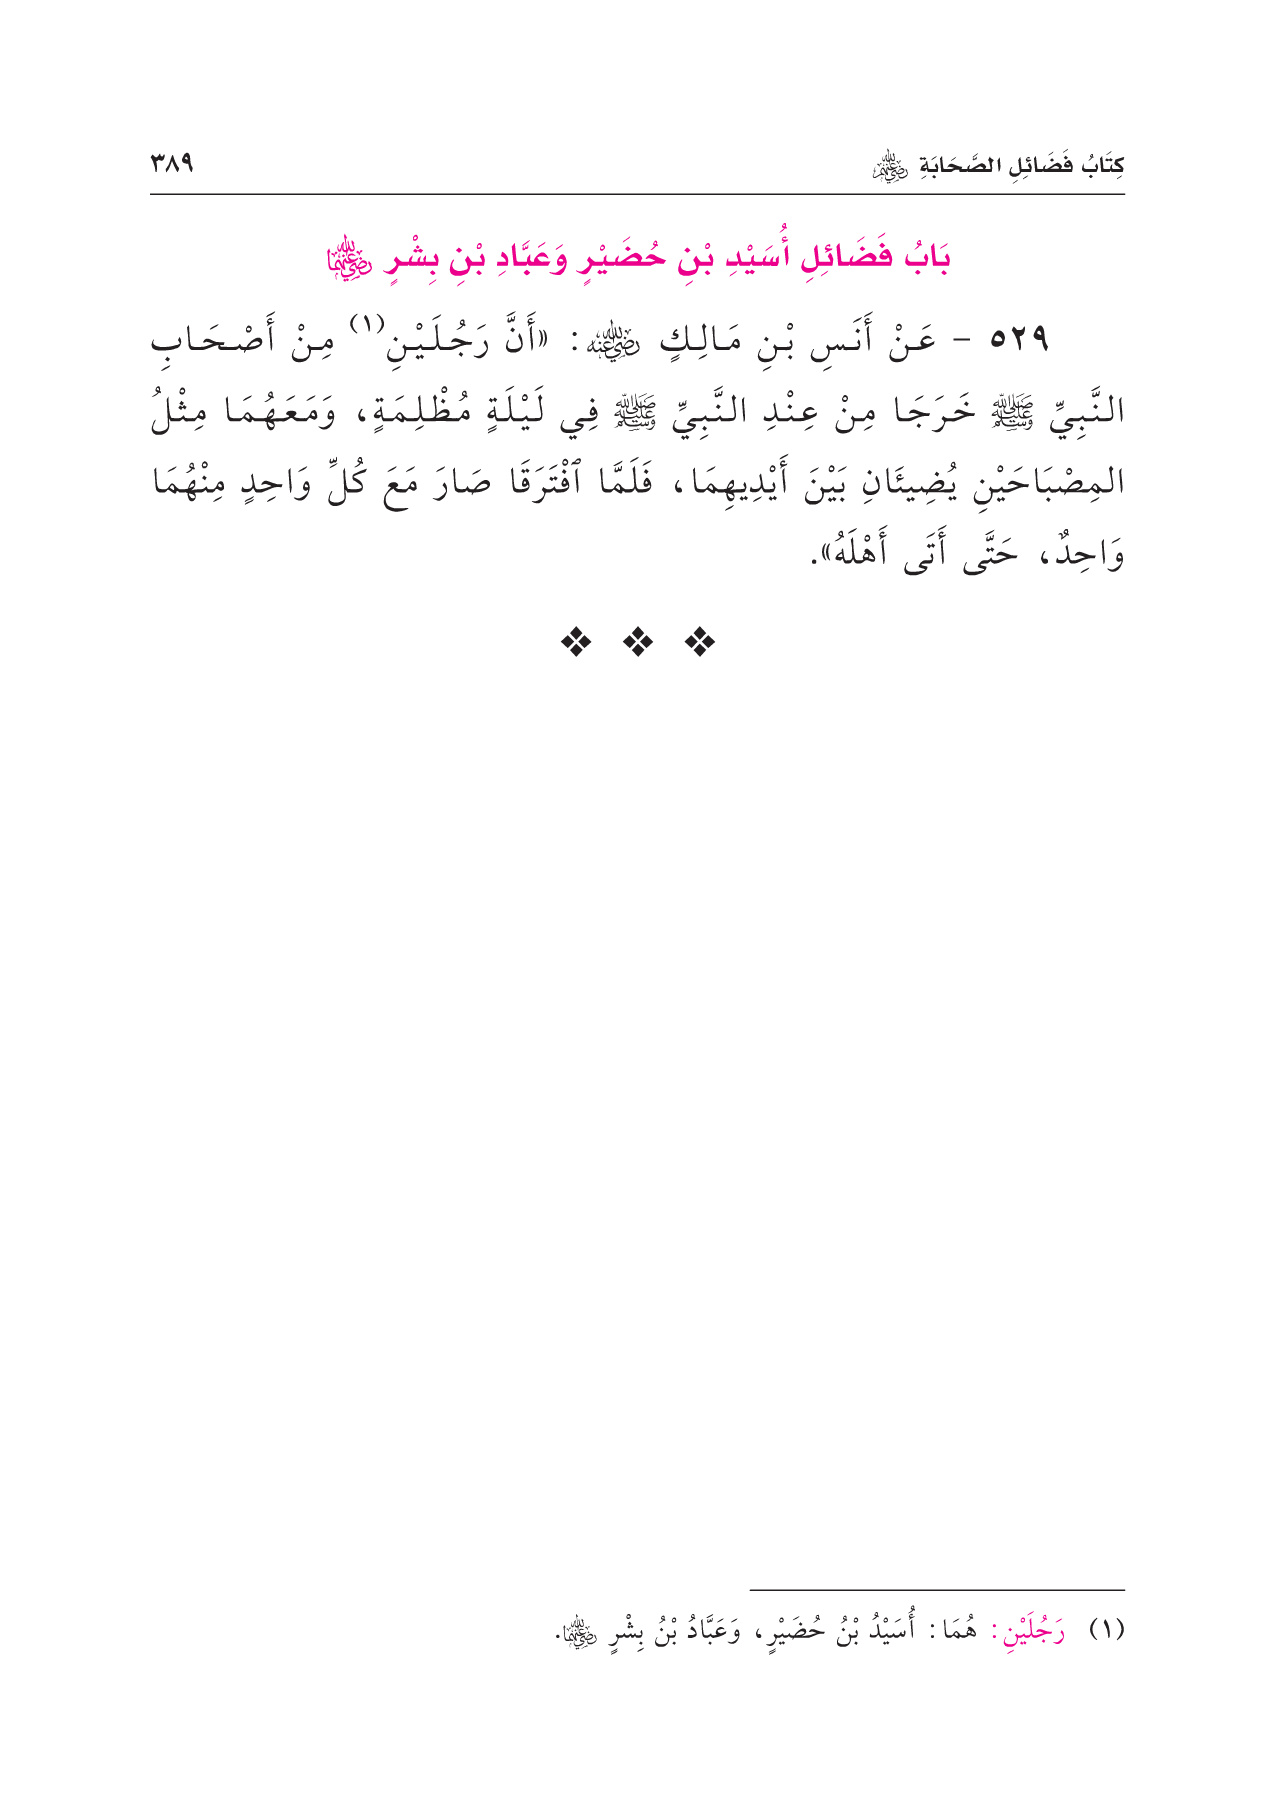 كِتَابُ فَضَائِلِ الصَّحَابَةِ رضي الله عنهم
٣٨٩
بَابُ فَضَائِلِ أُسَيْدِ بْنِ حُضَيْرٍ وَعَبَّادِ بْنِ بِشْرٍ رضي الله عنهما
٥٢٩ - عَنْ أَنَسِ بْنِ مَالِكٍ رضي الله عنه: «أَنَّ رَجُلَيْنِ(١) مِنْ أَصْحَابِ
النَّبِيِّ ﷺ خَرَجَا مِنْ عِنْدِ النَّبِيِّ ﷺ فِي لَيْلَةٍ مُظْلِمَةٍ، وَمَعَهُمَا مِثْلُ
المِصْبَاحَيْنِ يُضِيئَانِ بَيْنَ أَيْدِيهِمَا، فَلَمَّا ٱفْتَرَقَا صَارَ مَعَ كُلِّ وَاحِدٍ مِنْهُمَا
وَاحِدٌ، حَتَّى أَتَى أَهْلَهُ».
(١) رَجُلَيْنِ: هُمَا: أُسَيْدُ بْنُ حُضَيْرٍ، وَعَبَّادُ بْنُ بِشْرٍ رضي الله عنهما.